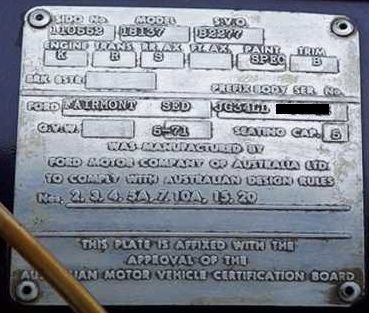 SIDO No MODEL S.V.O.
110552 18137 B2277
ENGINE TRANS RR.AX FT.AX. PAINT TRIM
K R S SPEC B
BRK BSTR.
PREFIX BODY SER. No
FORD FAIRMONT SED JG34LD
G.V.W. 5-71 SEATING CAP. 5
WAS MANUFACTURED BY
FORD MOTOR COMPANY OF AUSTRALIA LTD
TO COMPLY WITH AUSTRALIAN DESIGN RULES
Nos. 2, 3, 4, 5A, 7, 10A, 15, 20
THIS PLATE IS AFFIXED WITH THE
APPROVAL OF THE
AUSTRALIAN MOTOR VEHICLE CERTIFICATION BOARD